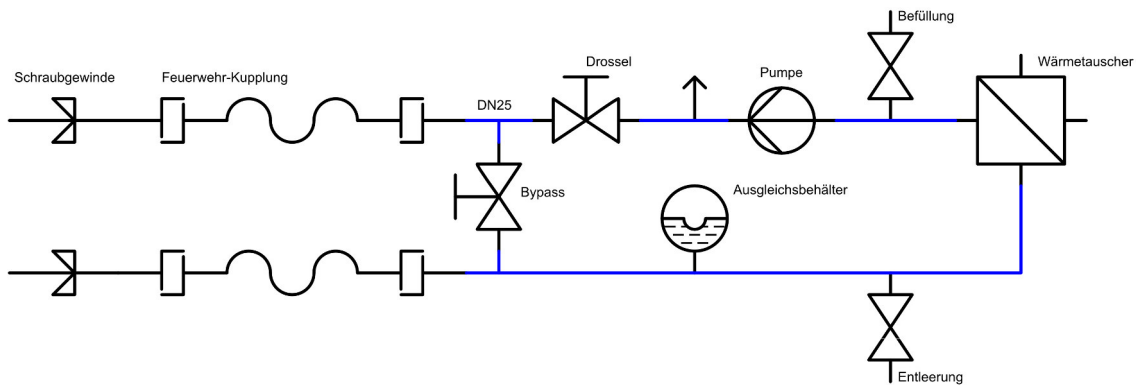 Befüllung
Drossel
Wärmetauscher
Schraubgewinde
Feuerwehr-Kupplung
Pumpe
DN25
Bypass
Ausgleichsbehälter
Entleerung